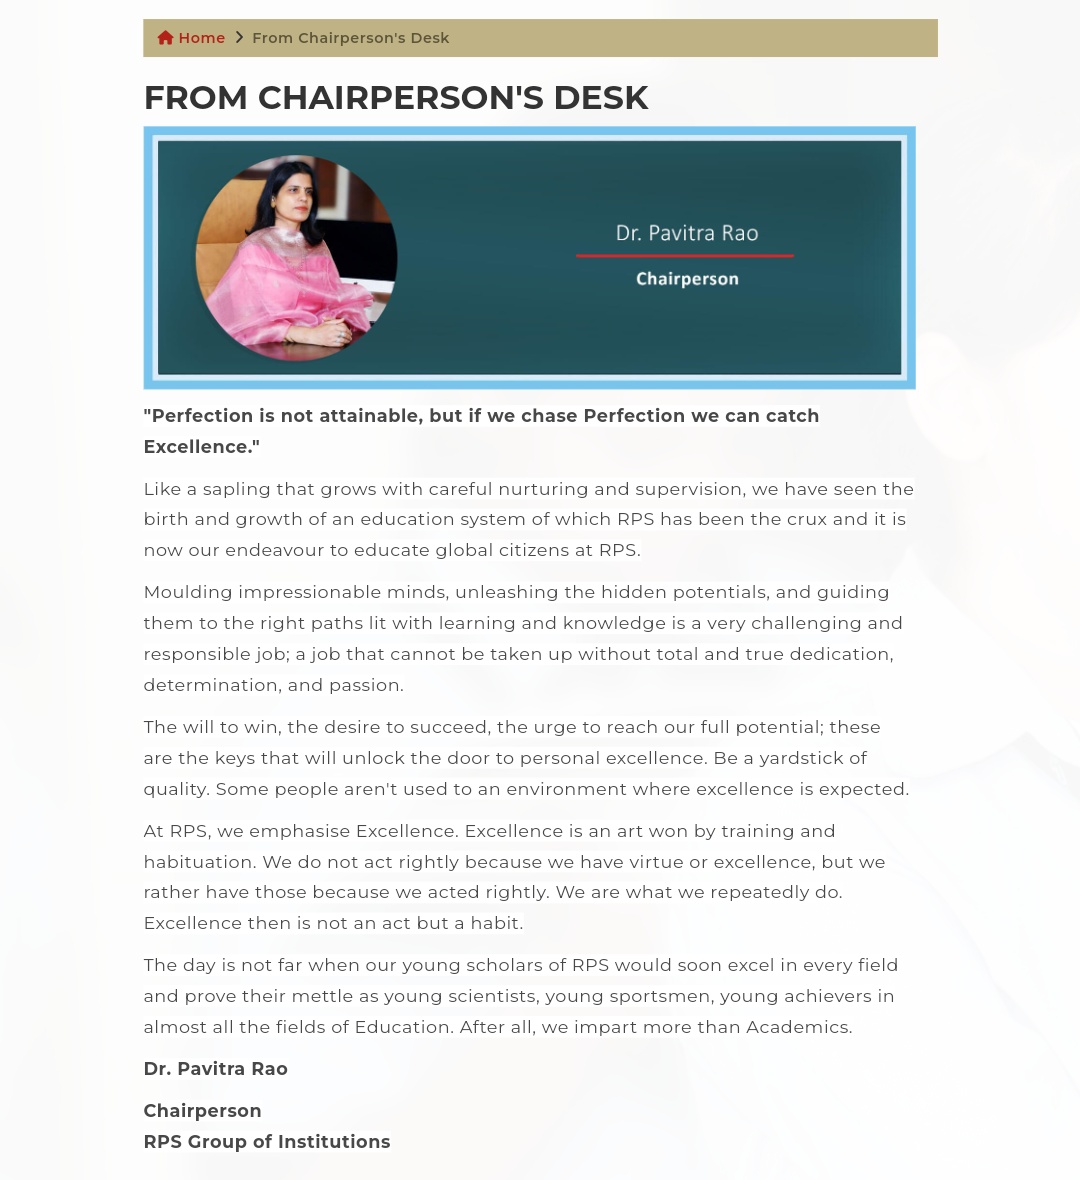 Home > From Chairperson's Desk
FROM CHAIRPERSON'S DESK
Dr. Pavitra Rao
Chairperson
"Perfection is not attainable, but if we chase Perfection we can catch
Excellence."
Like a sapling that grows with careful nurturing and supervision, we have seen the
birth and growth of an education system of which RPS has been the crux and it is
now our endeavour to educate global citizens at RPS.
Moulding impressionable minds, unleashing the hidden potentials, and guiding
them to the right paths lit with learning and knowledge is a very challenging and
responsible job; a job that cannot be taken up without total and true dedication,
determination, and passion.
The will to win, the desire to succeed, the urge to reach our full potential; these
are the keys that will unlock the door to personal excellence. Be a yardstick of
quality. Some people aren't used to an environment where excellence is expected.
At RPS, we emphasise Excellence. Excellence is an art won by training and
habituation. We do not act rightly because we have virtue or excellence, but we
rather have those because we acted rightly. We are what we repeatedly do.
Excellence then is not an act but a habit.
The day is not far when our young scholars of RPS would soon excel in every field
and prove their mettle as young scientists, young sportsmen, young achievers in
almost all the fields of Education. After all, we impart more than Academics.
Dr. Pavitra Rao
Chairperson
RPS Group of Institutions